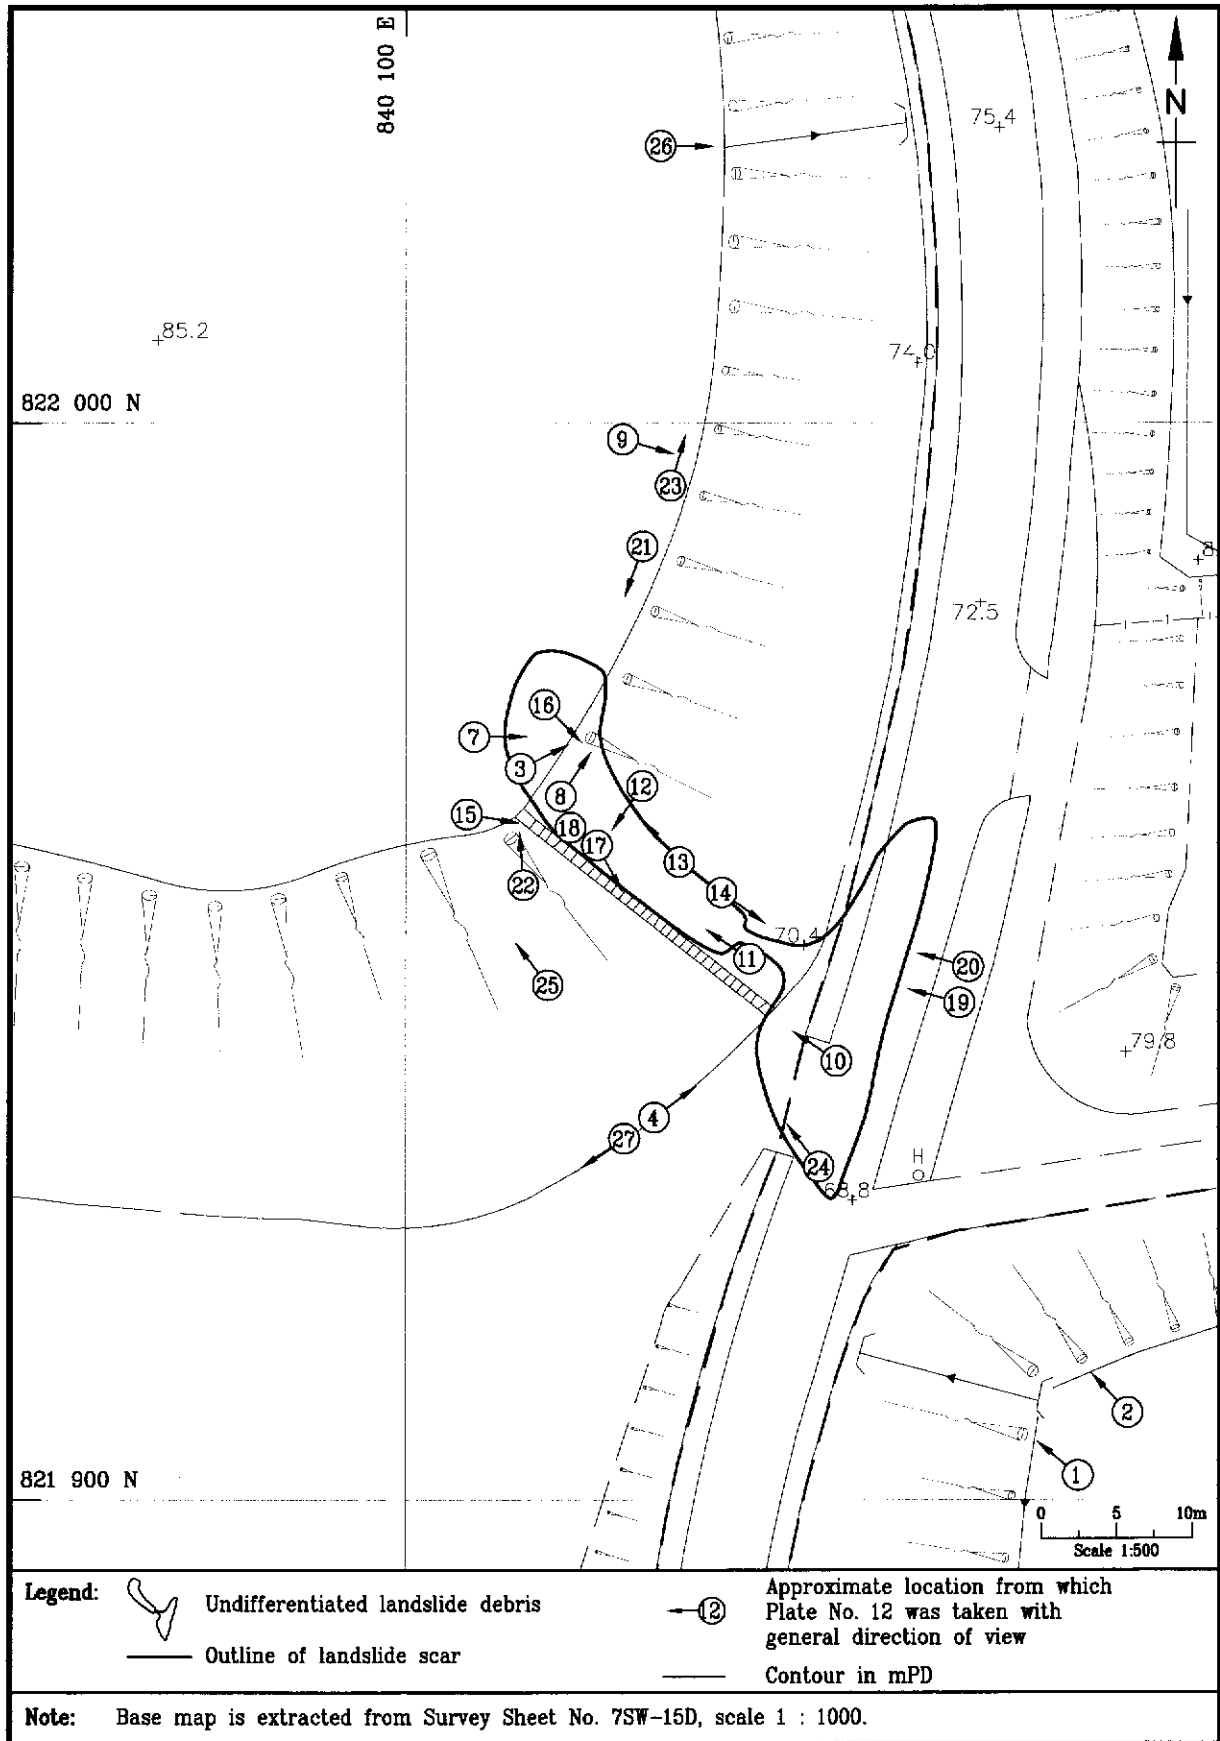 840 100 E
N
75.4
26
85.2
74.0
822 000 N
9
23
21
72.5
16
7
3
8
12
15
18
17
13
22
14
70.4
11
20
25
19
79.8
10
4
27
24
H
68.8
2
1
821 900 N
0 5 10m
Scale 1:500
Legend:
Undifferentiated landslide debris
Outline of landslide scar
12
Approximate location from which
Plate No. 12 was taken with
general direction of view
Contour in mPD
Note: Base map is extracted from Survey Sheet No. 7SW-15D, scale 1 : 1000.